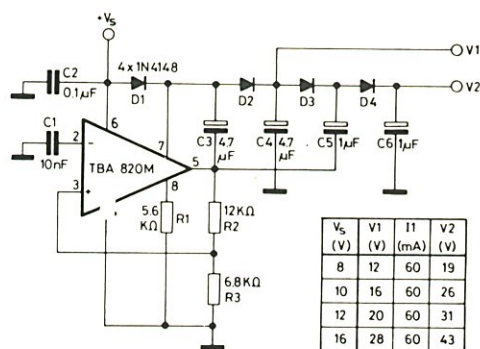 +Vs
C2
0.1µF
4x1N4148
D1
D2
D3
D4
V1
V2
C1
10nF
2
3
6
7
8
5
TBA 820M
C3
4.7
µF
C4
4.7
µF
C5
1µF
C6
1µF
5.6
KΩ
R1
12KΩ
R2
6.8KΩ
R3
Vs V1 I1 V2
(V) (V) (mA) (V)
8 12 60 19
10 16 60 26
12 20 60 31
16 28 60 43